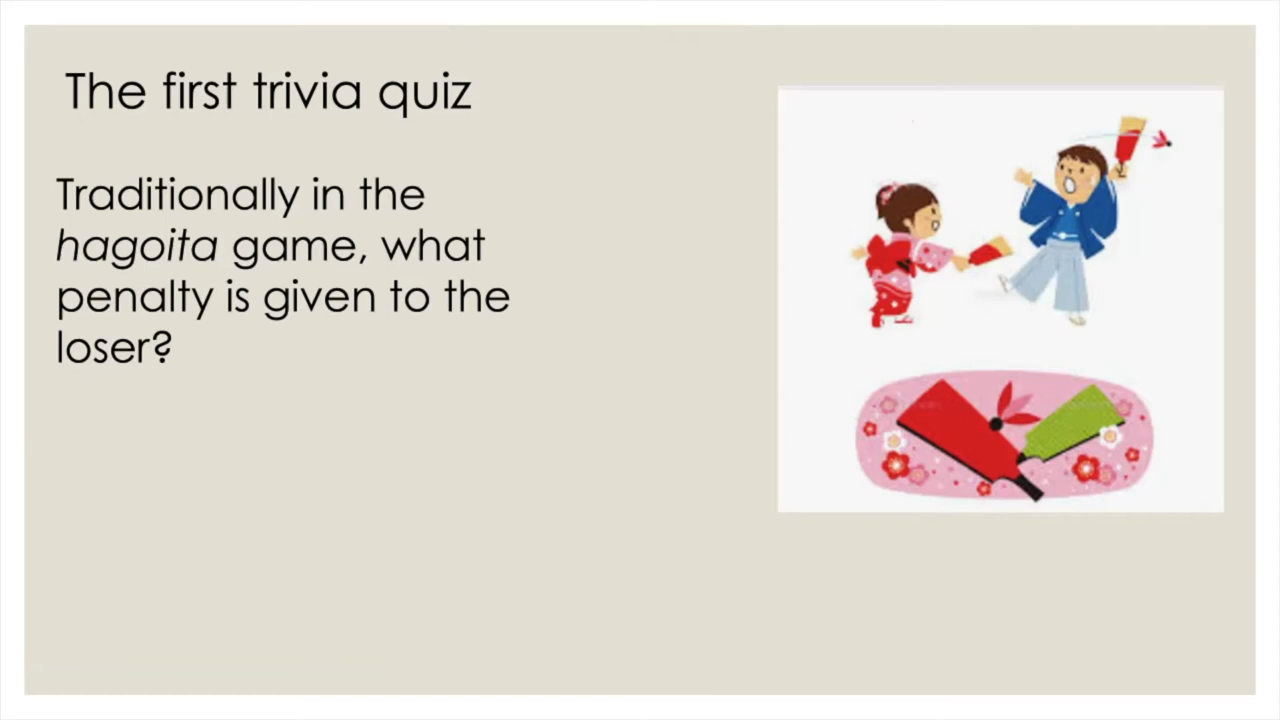 The first trivia quiz
Traditionally in the
hagoita game, what
penalty is given to the
loser?